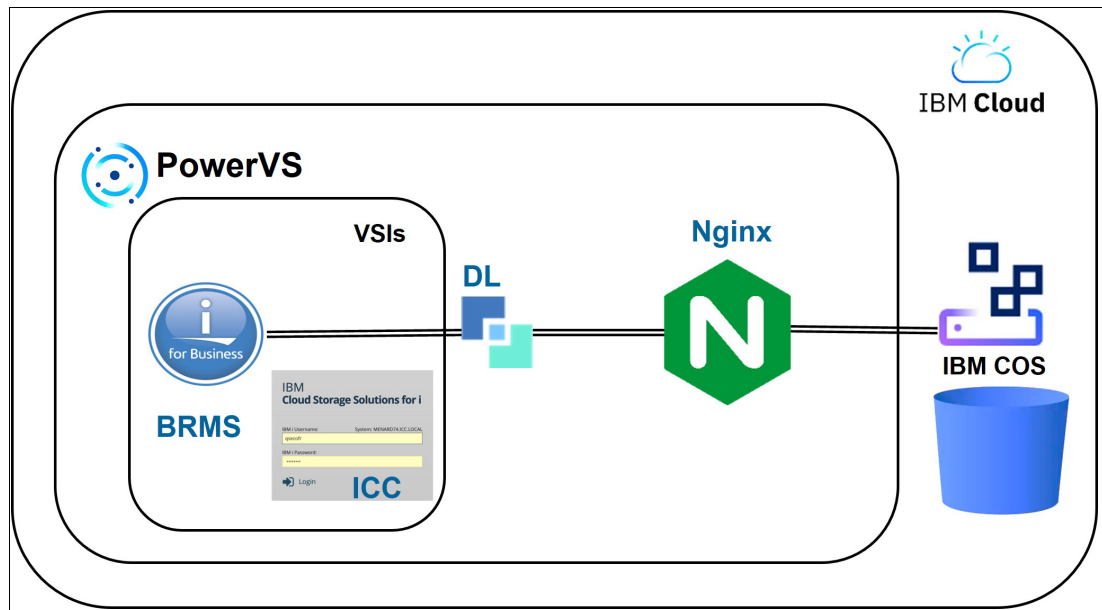 IBM Cloud
PowerVS
VSIs
i
for Business
BRMS
DL
Nginx
N
IBM COS
IBM
Cloud Storage Solutions for i
IBM i Username:
System: MENARD74.ICC.LOCAL
qsecofr
IBM i Password:
••••••
Login
ICC